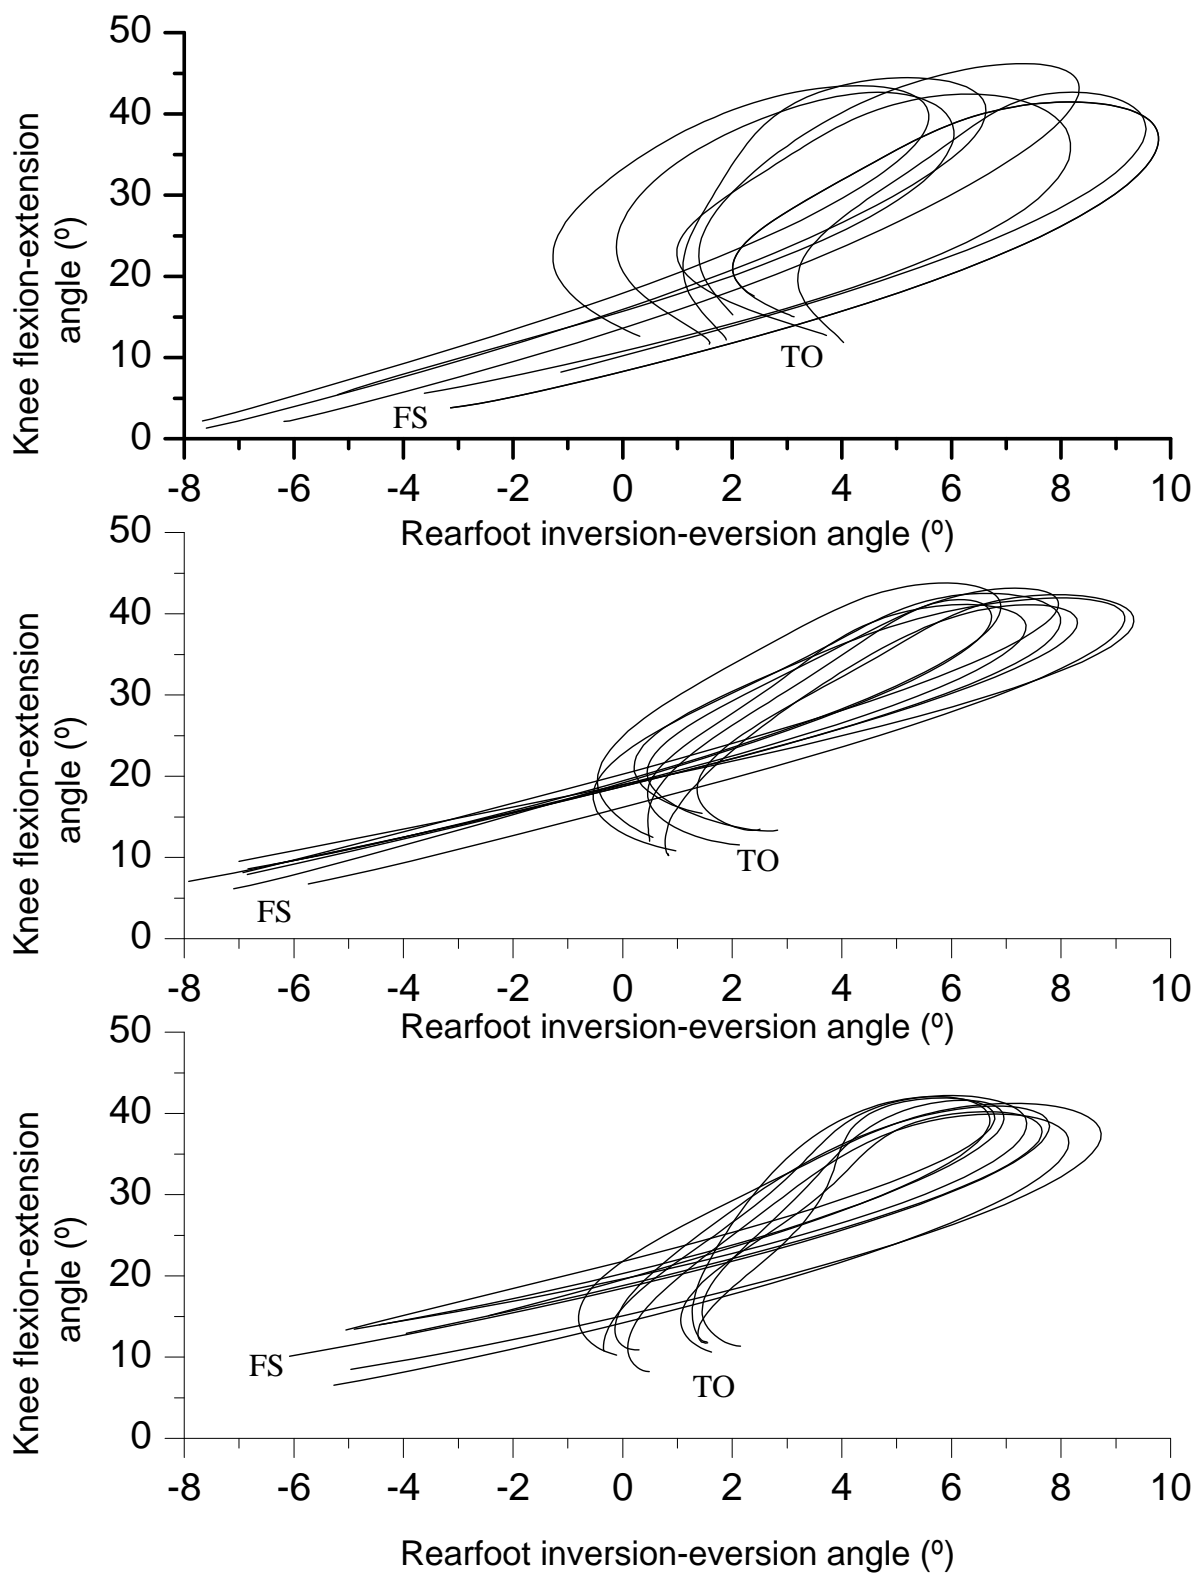 50
40
30
20
10
0
Knee flexion-extension
angle (º)
FS
TO
-8 -6 -4 -2 0 2 4 6 8 10
Rearfoot inversion-eversion angle (º)
50
40
30
20
10
0
Knee flexion-extension
angle (º)
FS
TO
-8 -6 -4 -2 0 2 4 6 8 10
Rearfoot inversion-eversion angle (º)
50
40
30
20
10
0
Knee flexion-extension
angle (º)
FS
TO
-8 -6 -4 -2 0 2 4 6 8 10
Rearfoot inversion-eversion angle (º)